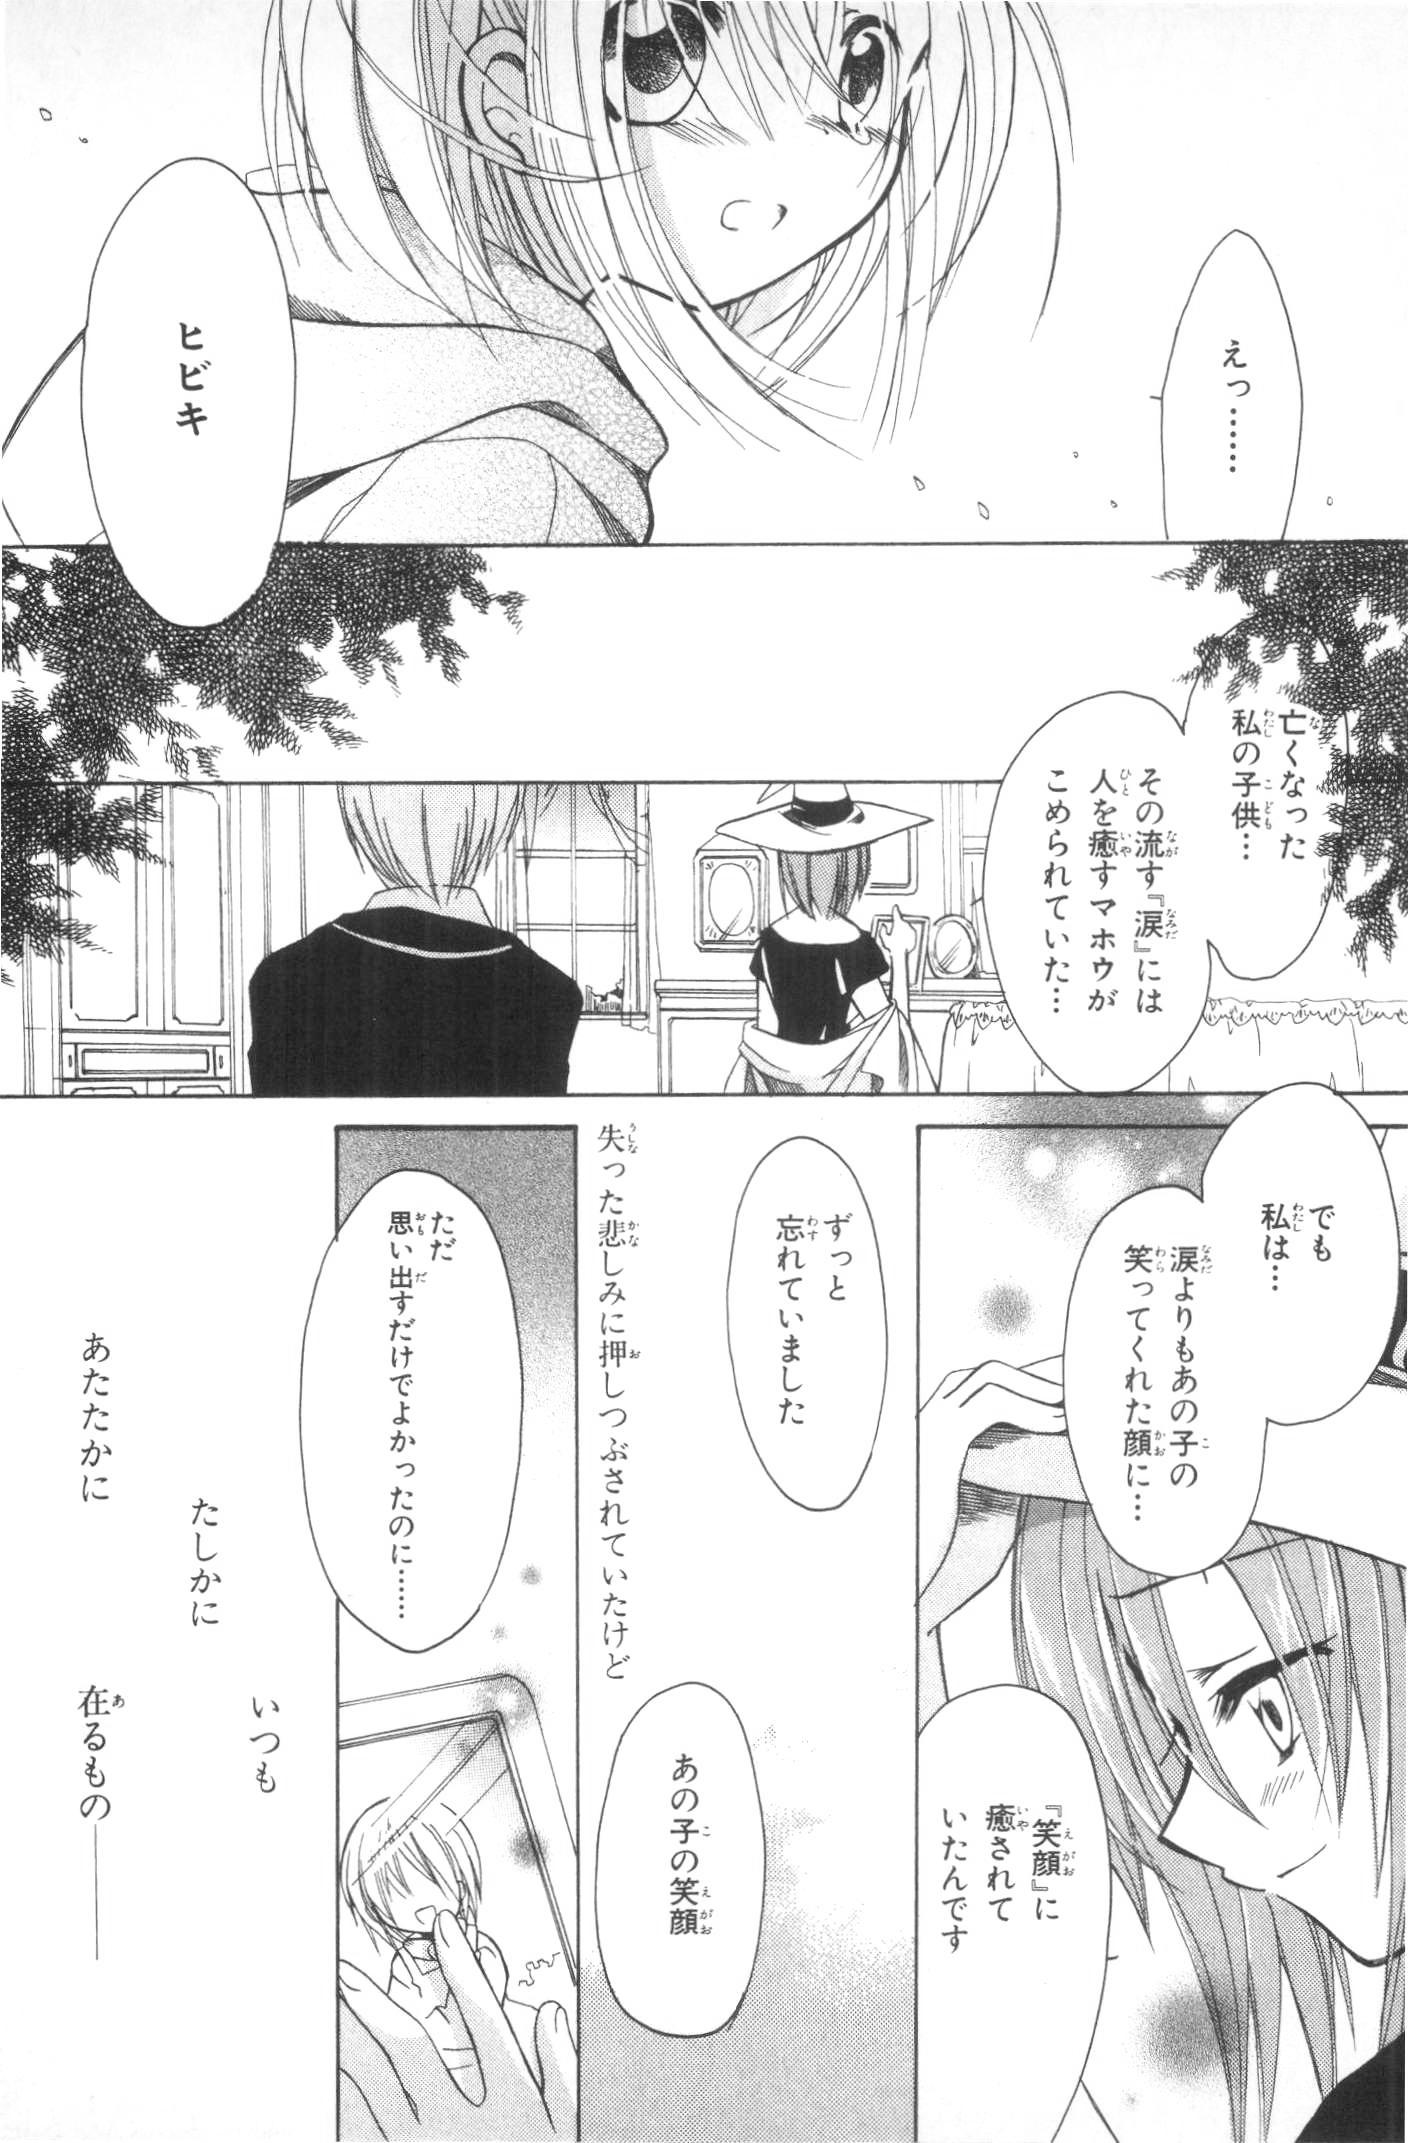 えっ……
ヒビキ
亡くなった
私の子供…
その流す『涙』には
人を癒すマホウが
こめられていた…
でも
私は…
涙よりもあの子の
笑ってくれた顔に…
『笑顔』に
癒されて
いたんです
ずっと
忘れていました
あの子の笑顔
失った悲しみに押しつぶされていたけど
ただ
思い出すだけでよかったのに……
いつも
たしかに
あたたかに
在るもの――